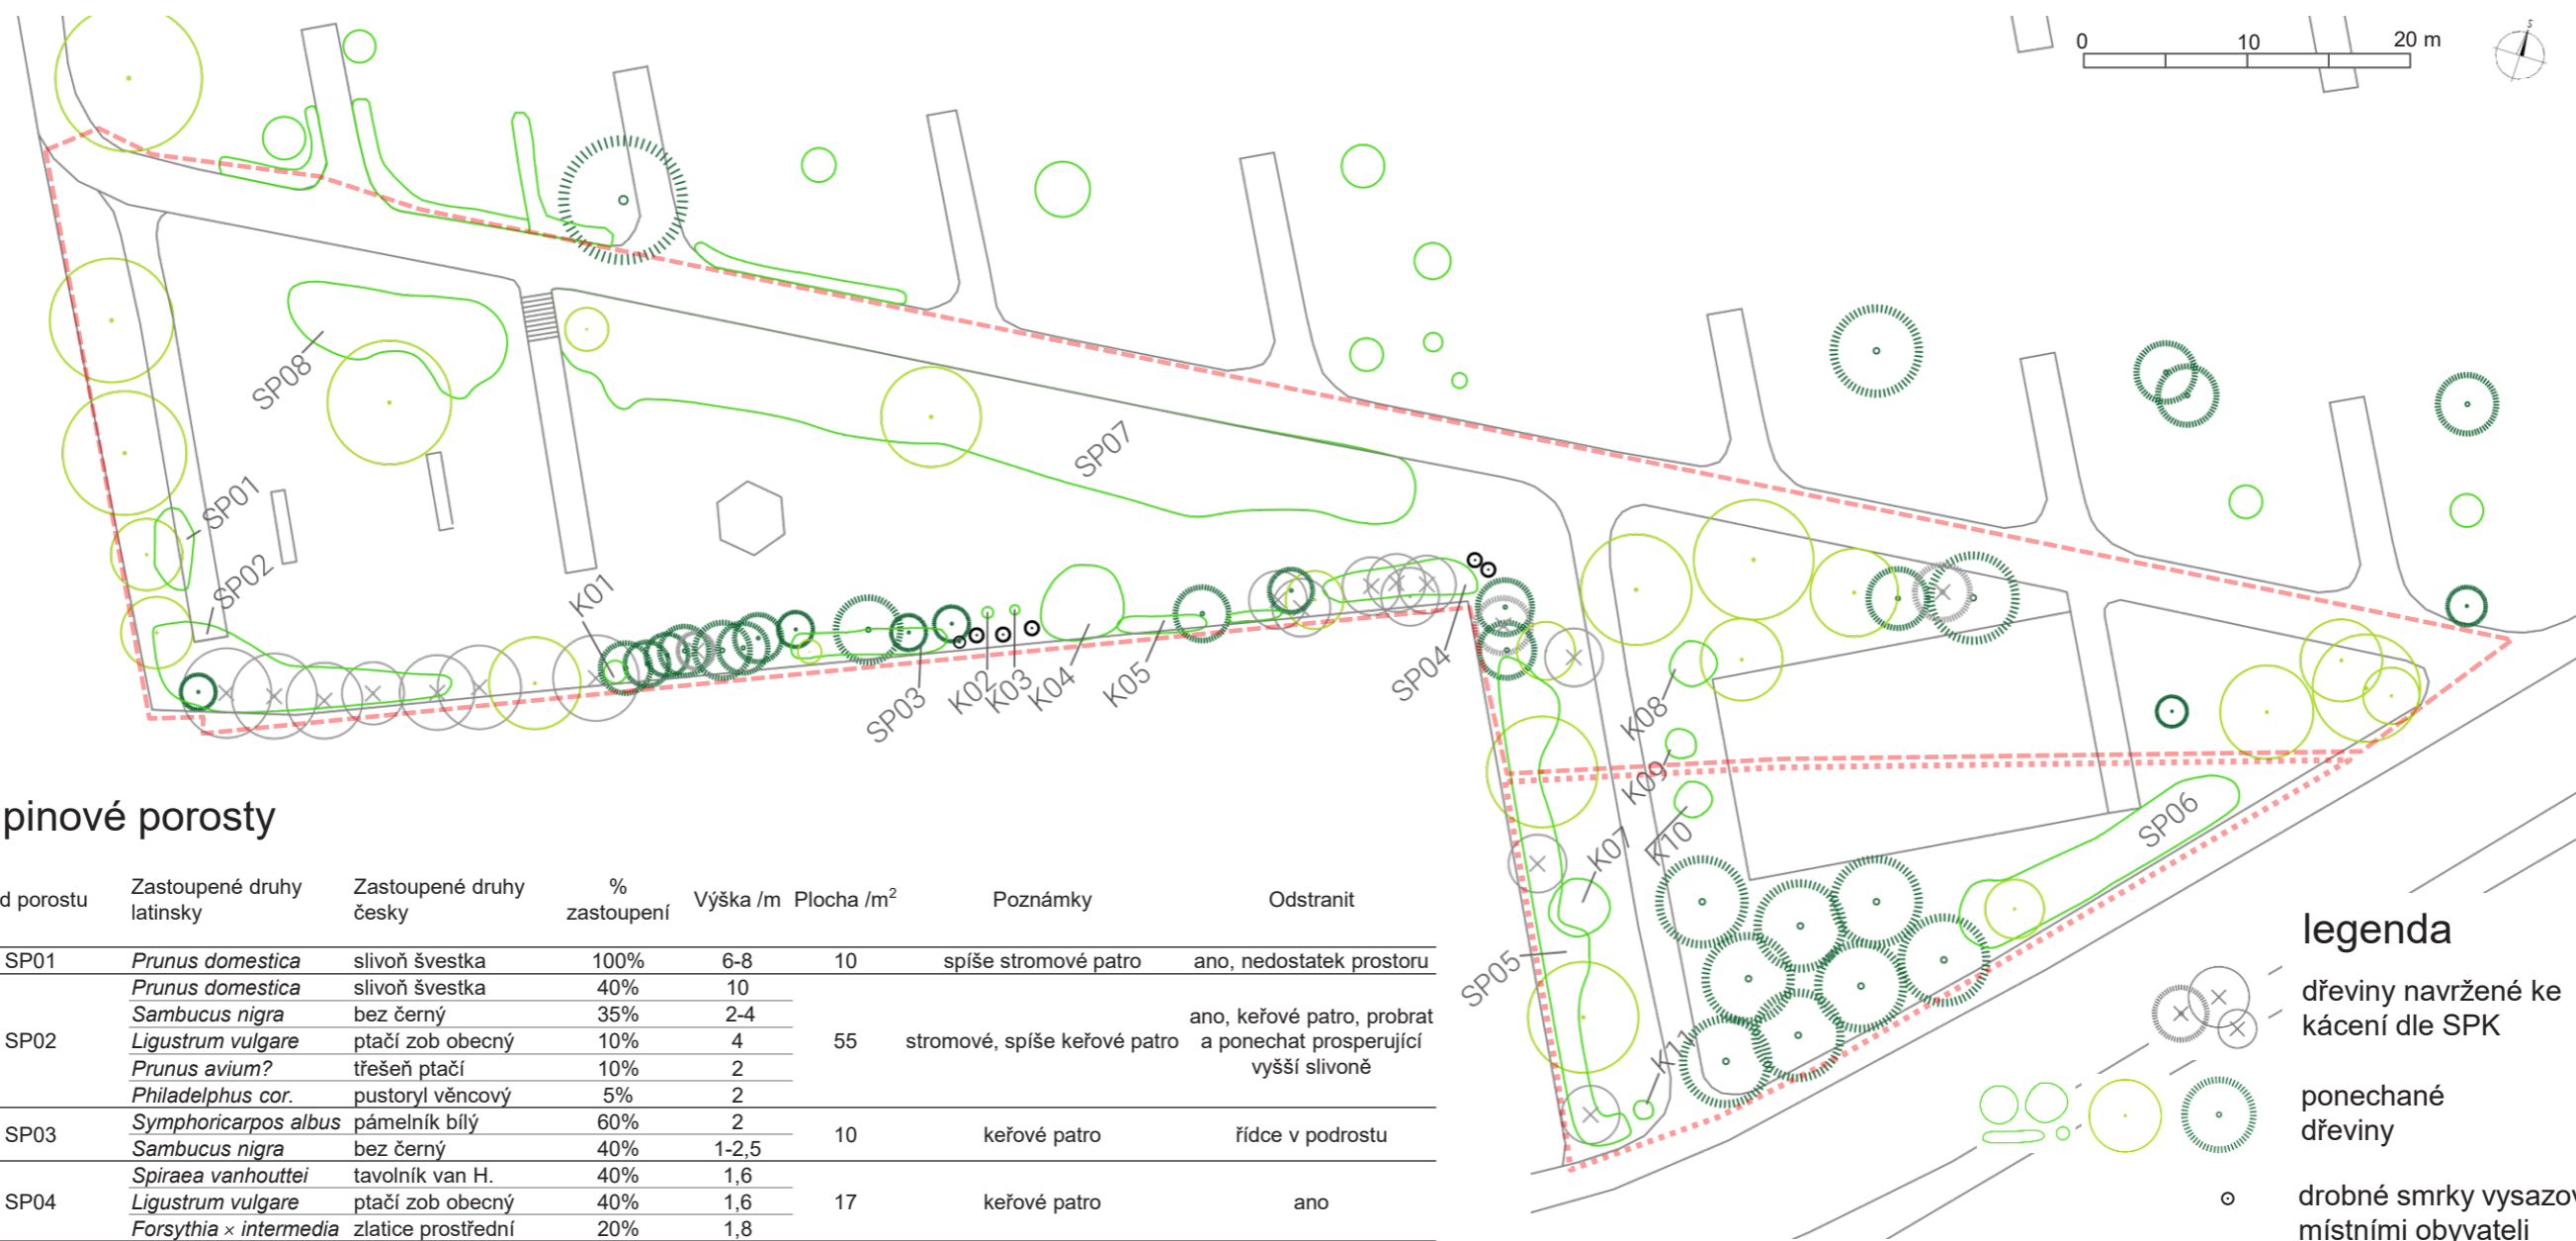 0 10 20 m
S
SP08
SP07
SP01
SP02
K01
SP03
K02
K03
K04
K05
SP04
K08
K09
K10
K07
SP05
K11
SP06
pinové porosty
d porostu Zastoupené druhy latinsky Zastoupené druhy česky % zastoupení Výška /m Plocha /m² Poznámky Odstranit
SP01 Prunus domestica slivoň švestka 100% 6-8 10 spíše stromové patro ano, nedostatek prostoru
SP02 Prunus domestica slivoň švestka 40% 10 55 stromové, spíše keřové patro ano, keřové patro, probrat a ponechat prosperující vyšší slivoně
Sambucus nigra bez černý 35% 2-4
Ligustrum vulgare ptačí zob obecný 10% 4
Prunus avium? třešeň ptačí 10% 2
Philadelphus cor. pustoryl věncový 5% 2
SP03 Symphoricarpos albus pámelník bílý 60% 2 10 keřové patro řídce v podrostu
Sambucus nigra bez černý 40% 1-2,5
SP04 Spiraea vanhouttei tavolník van H. 40% 1,6 17 keřové patro ano
Ligustrum vulgare ptačí zob obecný 40% 1,6
Forsythia × intermedia zlatice prostřední 20% 1,8
legenda
dřeviny navržené ke
kácení dle SPK
ponechané
dřeviny
drobné smrky vysazov
místními obyvateli